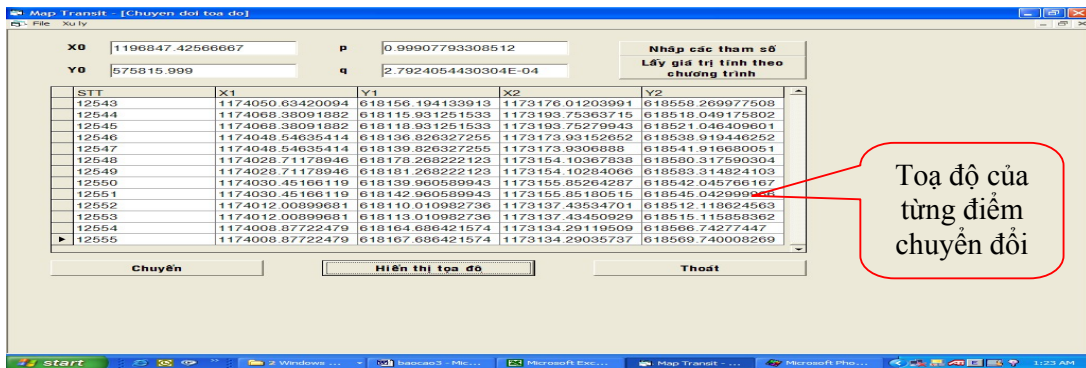 Map Transit - [Chuyen doi toa do]
File Xu ly
X0 1196847.42566667 p 0.99907793308512 Nhập các tham số
Y0 575815.999 q 2.7924054430304E-04 Lấy giá trị tính theo chương trình
STT X1 Y1 X2 Y2
12543 1174050.63420094 618156.194133913 1173176.01203991 618558.269977508
12544 1174068.38091882 618115.931251533 1173193.75363715 618518.049175802
12545 1174068.38091882 618118.931251533 1173193.75279943 618521.046409601
12546 1174048.54635414 618136.826327255 1173173.93152652 618538.919446252
12547 1174048.54635414 618139.826327255 1173173.9306888 618541.916680051
12548 1174028.71178946 618178.268222123 1173154.10367838 618580.317590304
12549 1174028.71178946 618181.268222123 1173154.10284066 618583.314824103
12550 1174030.45166119 618139.960589943 1173155.85264287 618542.045766167
12551 1174030.45166119 618142.960589943 1173155.85180515
12552 1174012.00899681 618110.010982736 1173137.43534701 618512.118624563
12553 1174012.00899681 618113.010982736 1173137.43450929 618515.115858362
12554 1174008.87722479 618164.686421574 1173134.29119509 618566.74277447
12555 1174008.87722479 618167.686421574 1173134.29035737 618569.740008269
Chuyển Hiển thị tọa độ Thoát
Toạ độ của
từng điểm
chuyển đổi
start 2 Windows ... baocao3 - Mic... Microsoft Exc... Map Transit - ... Microsoft Pho... 1:23 AM